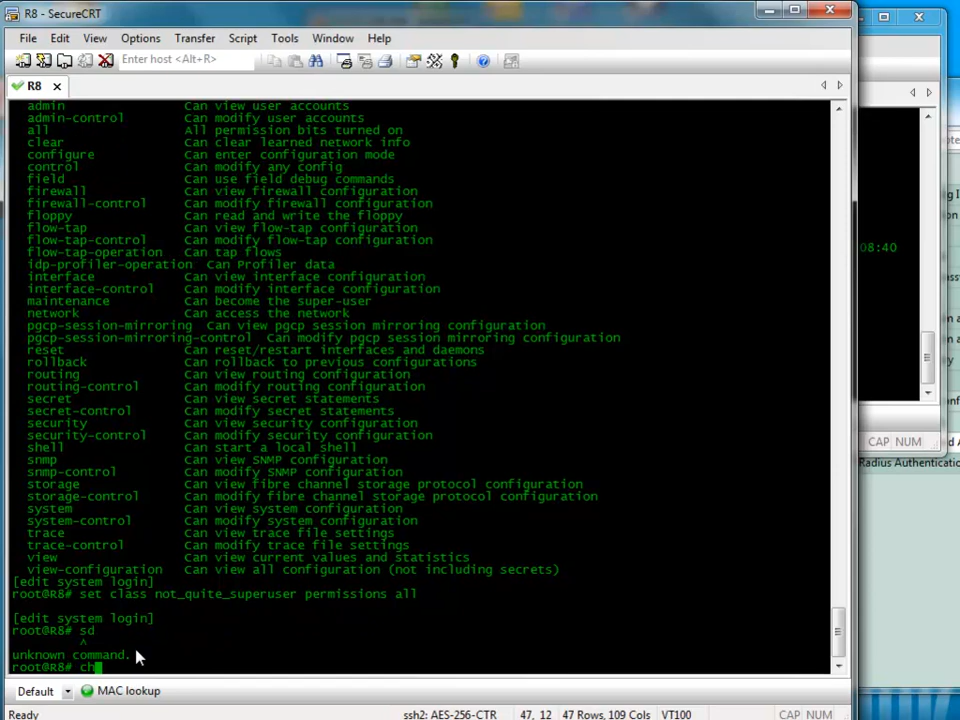 R8 - SecureCRT
File Edit View Options Transfer Script Tools Window Help
Enter host <Alt+R>
R8
admin Can view user accounts
admin-control Can modify user accounts
all All permission bits turned on
clear Can clear learned network info
configure Can enter configuration mode
control Can modify any config
field Can use field debug commands
firewall Can view firewall configuration
firewall-control Can modify firewall configuration
floppy Can read and write the floppy
flow-tap Can view flow-tap configuration
flow-tap-control Can modify flow-tap configuration
flow-tap-operation Can tap flows
idp-profiler-operation Can Profiler data
interface Can view interface configuration
interface-control Can modify interface configuration
maintenance Can become the super-user
network Can access the network
pgcp-session-mirroring Can view pgcp session mirroring configuration
pgcp-session-mirroring-control Can modify pgcp session mirroring configuration
reset Can reset/restart interfaces and daemons
rollback Can rollback to previous configurations
routing Can view routing configuration
routing-control Can modify routing configuration
secret Can view secret statements
secret-control Can modify secret statements
security Can view security configuration
security-control Can modify security configuration
shell Can start a local shell
snmp Can view SNMP configuration
snmp-control Can modify SNMP configuration
storage Can view fibre channel storage protocol configuration
storage-control Can modify fibre channel storage protocol configuration
system Can view system configuration
system-control Can modify system configuration
trace Can view trace file settings
trace-control Can modify trace file settings
view Can view current values and statistics
view-configuration Can view all configuration (not including secrets)
[edit system login]
root@R8# set class not_quite_superuser permissions all
[edit system login]
root@R8# sd
^
unknown command.
root@R8# ch
Default MAC lookup
Ready ssh2: AES-256-CTR 47, 12 47 Rows, 109 Cols VT100 CAP NUM
08:40
CAP NUM
Radius Authentication